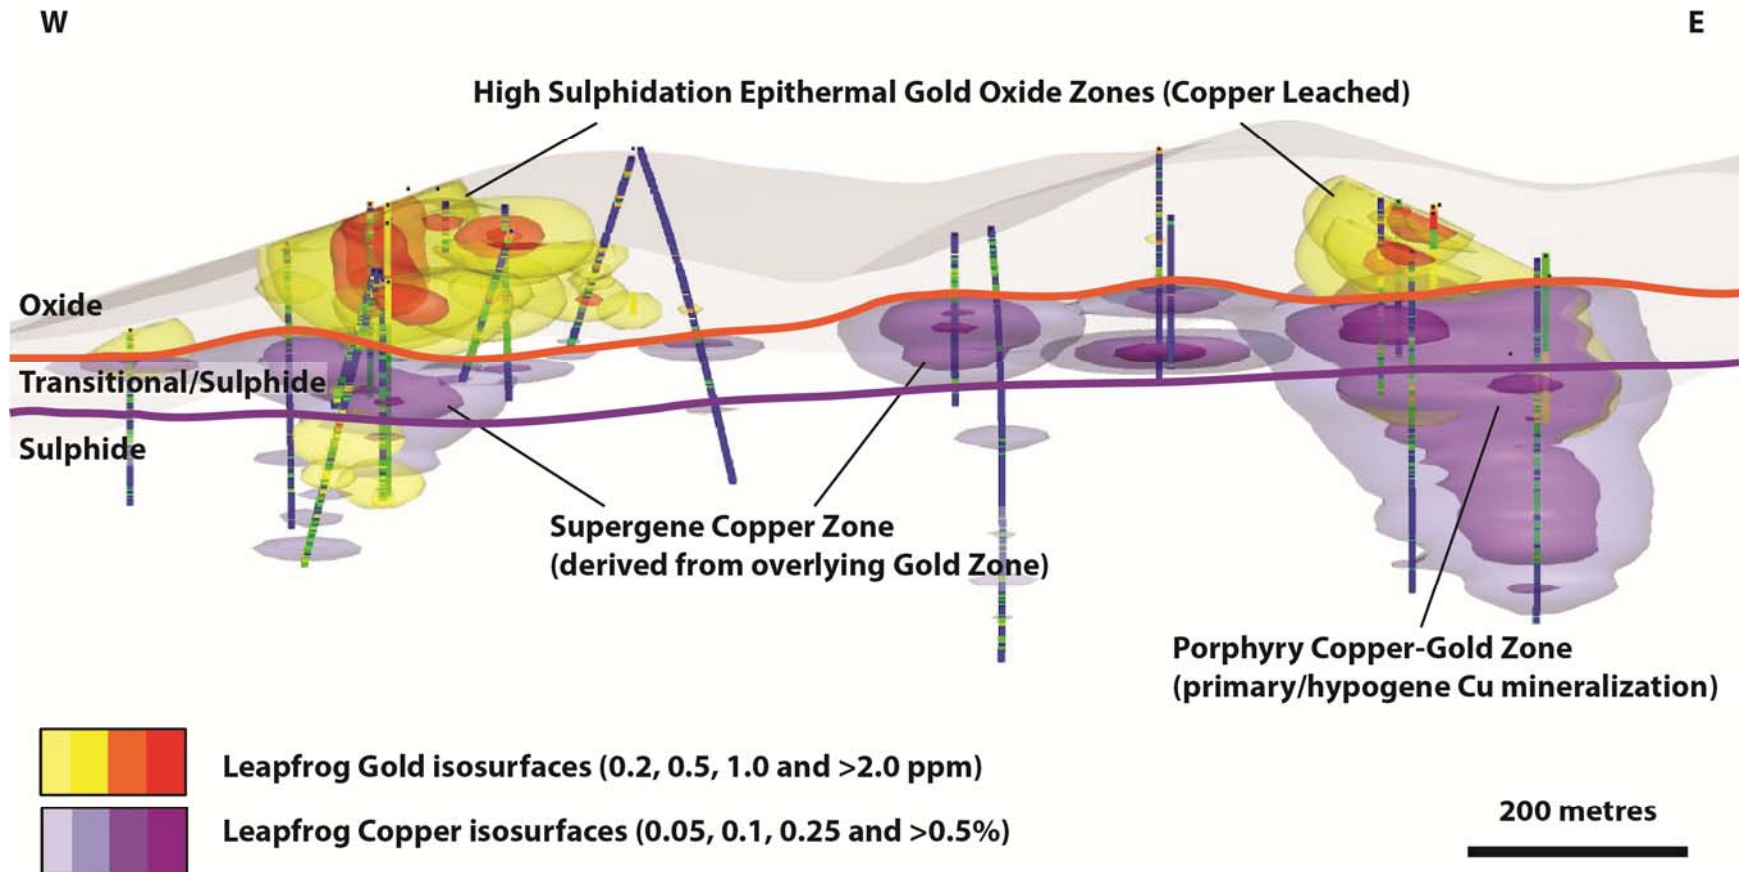 W
E
High Sulphidation Epithermal Gold Oxide Zones (Copper Leached)
Oxide
Transitional/Sulphide
Sulphide
Supergene Copper Zone
(derived from overlying Gold Zone)
Porphyry Copper-Gold Zone
(primary/hypogene Cu mineralization)
Leapfrog Gold isosurfaces (0.2, 0.5, 1.0 and >2.0 ppm)
Leapfrog Copper isosurfaces (0.05, 0.1, 0.25 and >0.5%)
200 metres